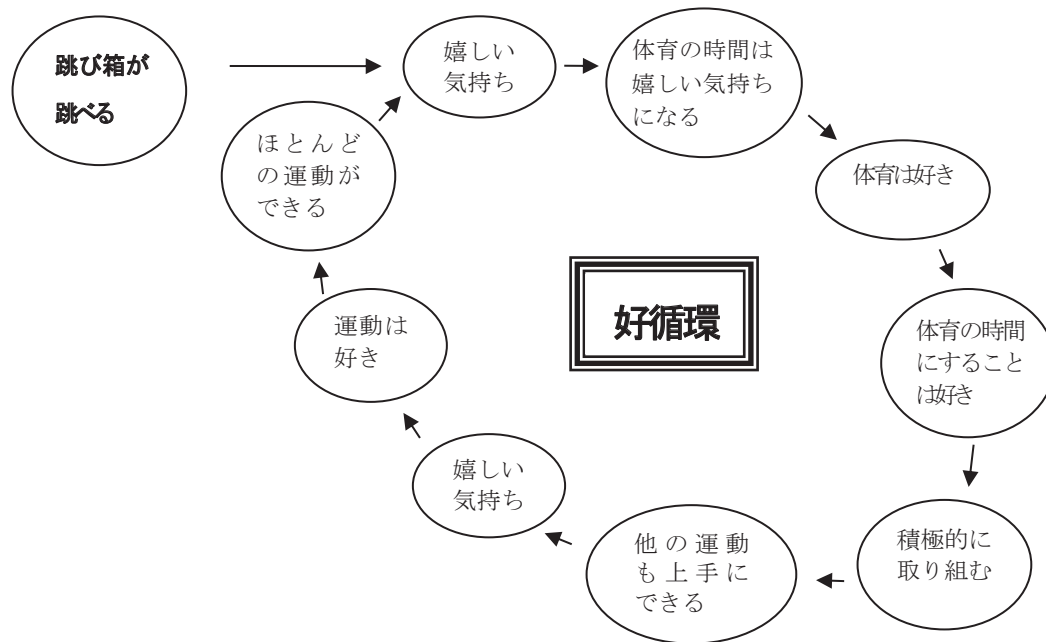 跳び箱が
跳べる
嬉しい
気持ち
体育の時間は
嬉しい気持ち
になる
体育は好き
体育の時間
にすること
は好き
積極的に
取り組む
他の運動
も上手に
できる
嬉しい
気持ち
運動は
好き
ほとんど
の運動が
できる
好循環